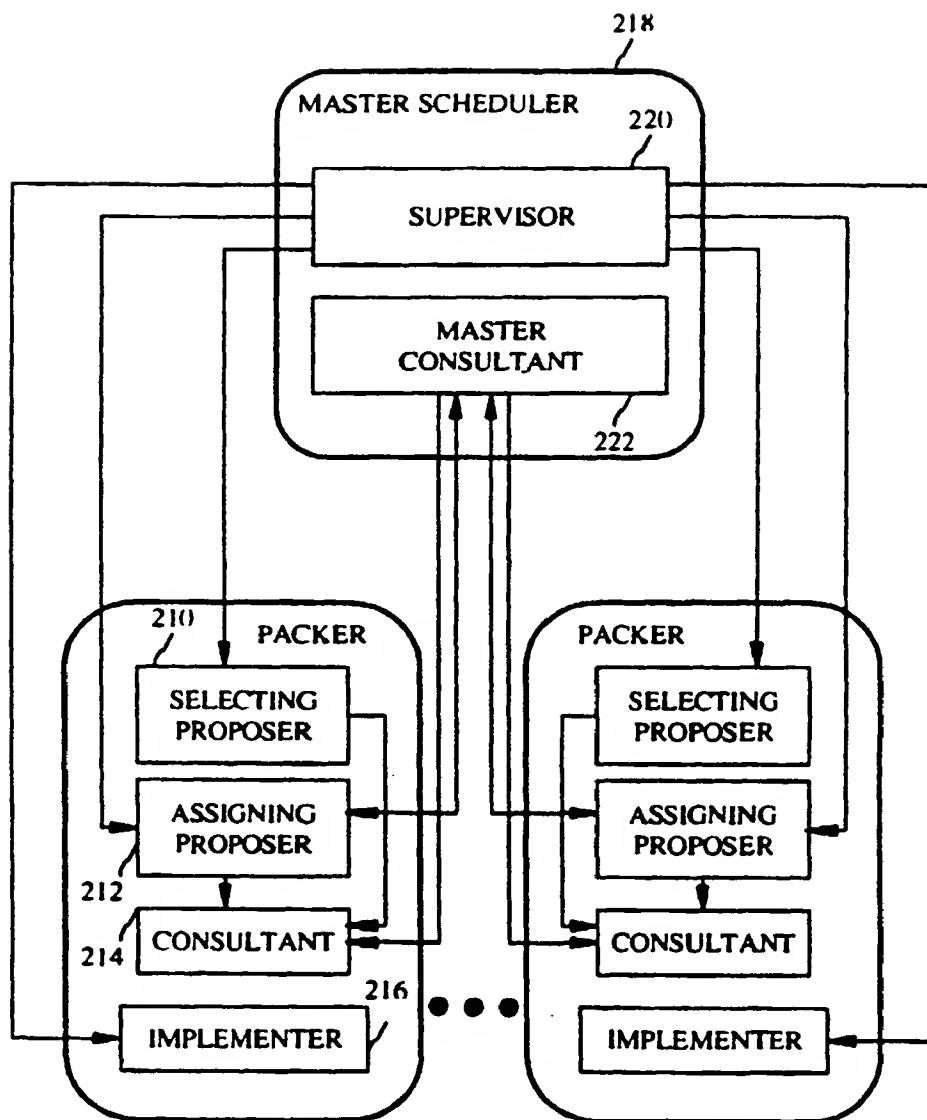 218
MASTER SCHEDULER
220
SUPERVISOR
MASTER
CONSULTANT
222
210
PACKER
SELECTING
PROPOSER
ASSIGNING
PROPOSER
212
214
CONSULTANT
216
IMPLEMENTER
PACKER
SELECTING
PROPOSER
ASSIGNING
PROPOSER
CONSULTANT
IMPLEMENTER